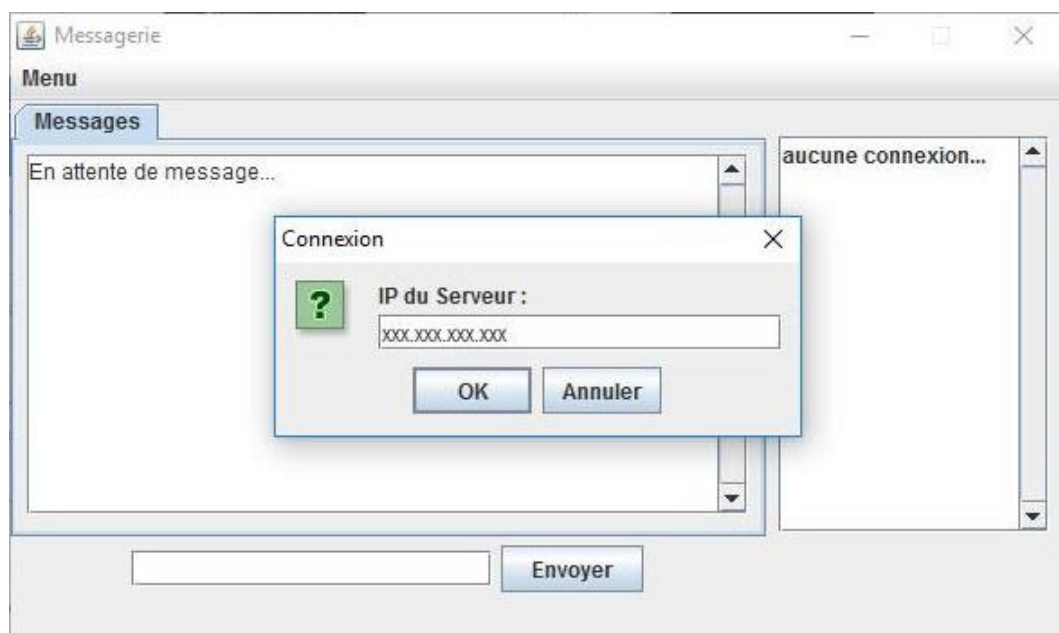 Messagerie
Menu
Messages
En attente de message...
aucune connexion...
Connexion
?
IP du Serveur :
xxx.xxx.xxx.xxx
OK
Annuler
Envoyer